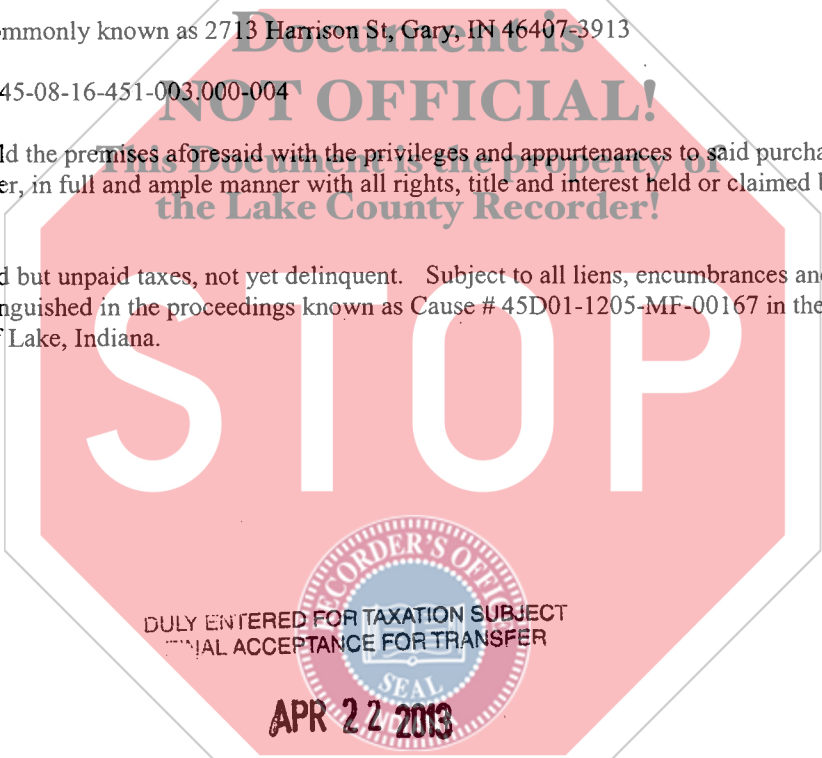 ommonly known as 2713 Harrison St, Gary, IN 46407-3913
Document is
45-08-16-451-003.000-004
NOT OFFICIAL!
ld the premises aforesaid with the privileges and appurtenances to said purcha
This Document is the property of
er, in full and ample manner with all rights, title and interest held or claimed b
the Lake County Recorder!
d but unpaid taxes, not yet delinquent. Subject to all liens, encumbrances and
nguished in the proceedings known as Cause # 45D01-1205-MF-00167 in the
f Lake, Indiana.
STOP
RECORDER'S OFFICE
DULY ENTERED FOR TAXATION SUBJECT
INAL ACCEPTANCE FOR TRANSFER
SEAL
APR 22 2013